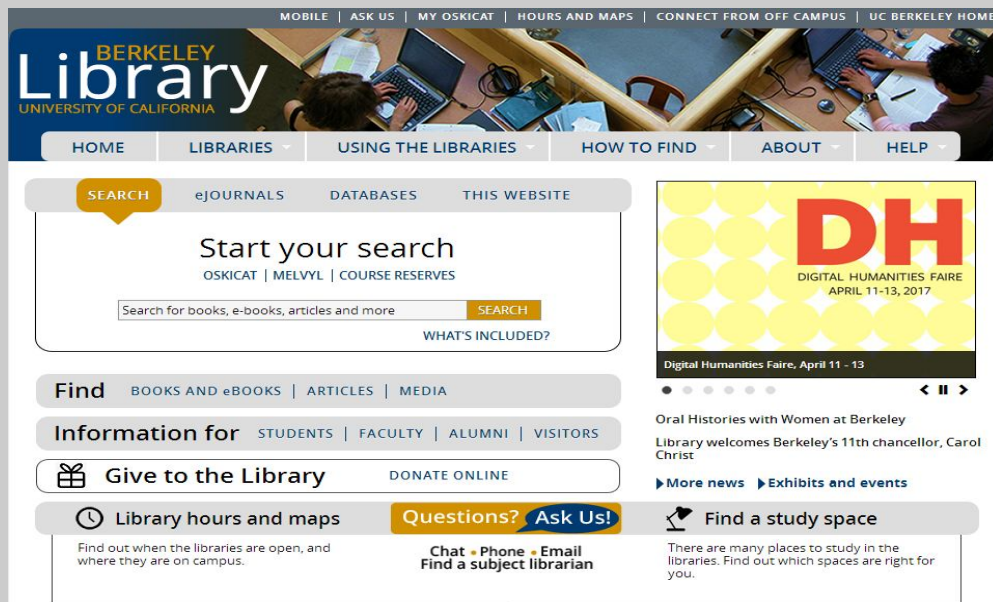 MOBILE | ASK US | MY OSKICAT | HOURS AND MAPS | CONNECT FROM OFF CAMPUS | UC BERKELEY HOME
BERKELEY
Library
UNIVERSITY OF CALIFORNIA
HOME LIBRARIES USING THE LIBRARIES HOW TO FIND ABOUT HELP
SEARCH eJOURNALS DATABASES THIS WEBSITE
Start your search
OSKICAT | MELVYL | COURSE RESERVES
Search for books, e-books, articles and more SEARCH
WHAT'S INCLUDED?
DH
DIGITAL HUMANITIES FAIRE
APRIL 11-13, 2017
Digital Humanities Faire, April 11 - 13
Find BOOKS AND eBOOKS | ARTICLES | MEDIA
Information for STUDENTS | FACULTY | ALUMNI | VISITORS
Give to the Library DONATE ONLINE
Oral Histories with Women at Berkeley
Library welcomes Berkeley's 11th chancellor, Carol
Christ
More news Exhibits and events
Library hours and maps
Find out when the libraries are open, and
where they are on campus.
Questions? Ask Us!
Chat • Phone • Email
Find a subject librarian
Find a study space
There are many places to study in the
libraries. Find out which spaces are right for
you.